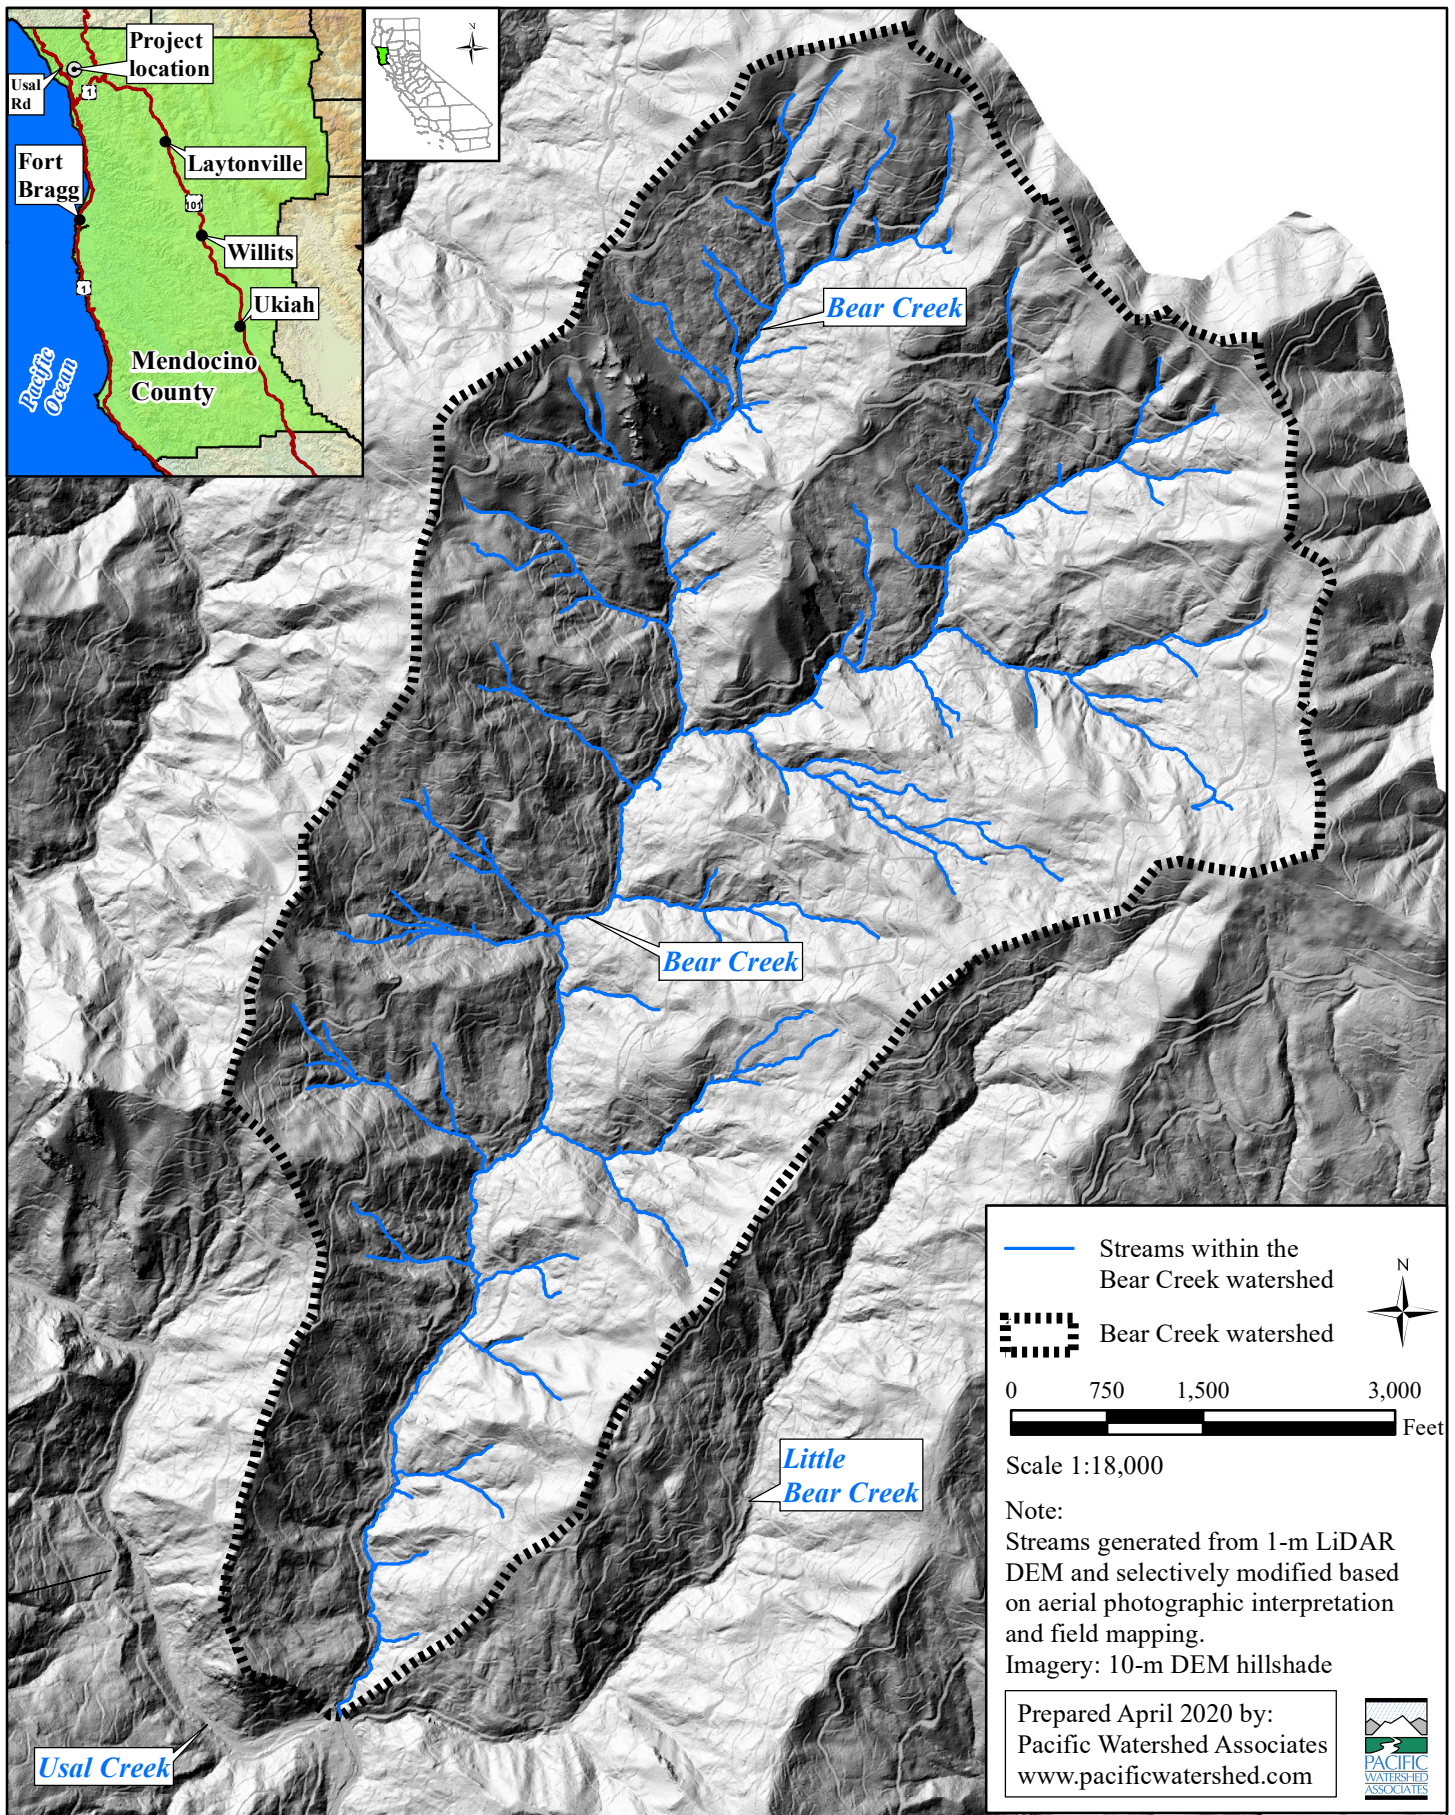 Project
location
Usal
Rd
1
Laytonville
Fort
Bragg
101
Willits
1
Ukiah
Mendocino
County
Pacific
Ocean
N
Bear Creek
Bear Creek
Little
Bear Creek
Usal Creek
Streams within the
Bear Creek watershed
N
Bear Creek watershed
0 750 1,500 3,000
Feet
Scale 1:18,000
Note:
Streams generated from 1-m LiDAR
DEM and selectively modified based
on aerial photographic interpretation
and field mapping.
Imagery: 10-m DEM hillshade
Prepared April 2020 by:
Pacific Watershed Associates
www.pacificwatershed.com
PACIFIC
WATERSHED
ASSOCIATES